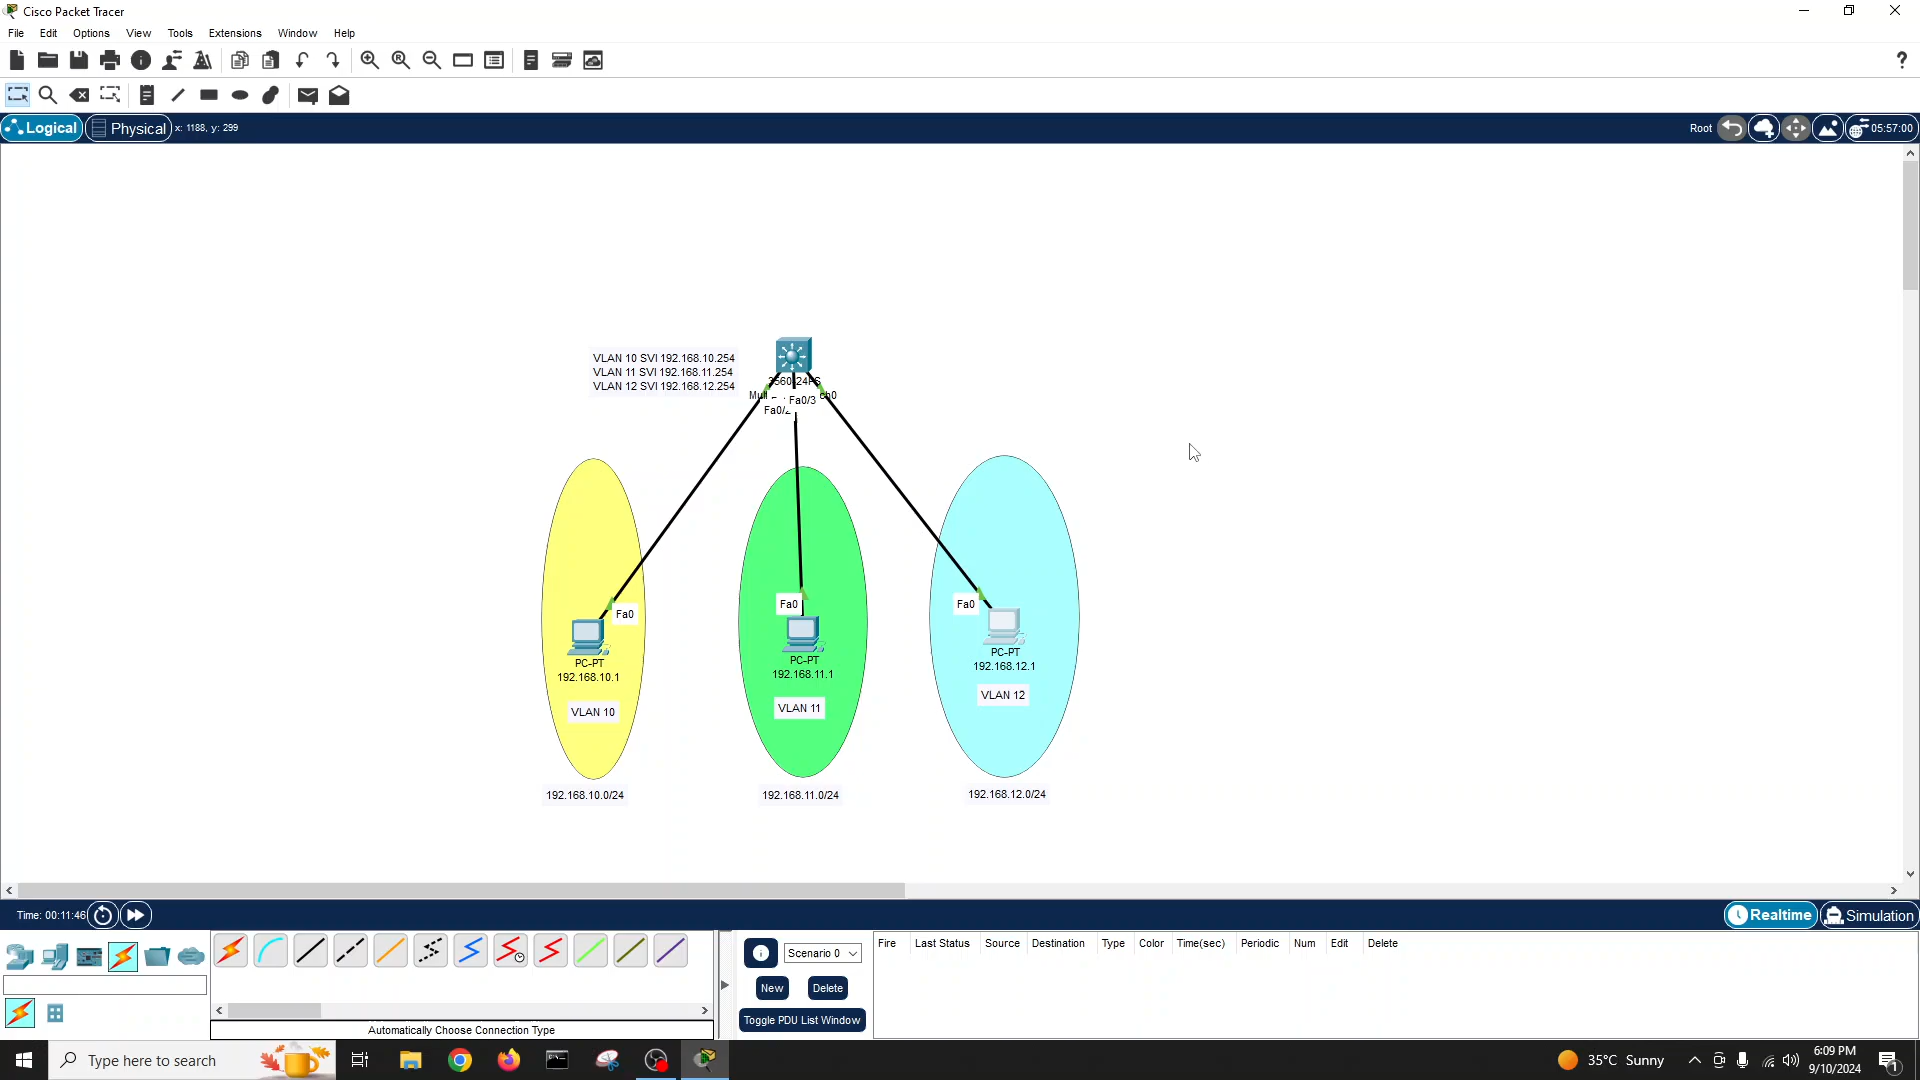 Cisco Packet Tracer
File Edit Options View Tools Extensions Window Help
Logical Physical x: 1188, y: 299 Root 05:57:00
VLAN 10 SVI 192.168.10.254
VLAN 11 SVI 192.168.11.254
VLAN 12 SVI 192.168.12.254
Fa0/3
Fa0 Fa0 Fa0
PC-PT
192.168.10.1
VLAN 10
192.168.10.0/24
PC-PT
192.168.11.1
VLAN 11
192.168.11.0/24
PC-PT
192.168.12.1
VLAN 12
192.168.12.0/24
Time: 00:11:46 Realtime Simulation
Scenario 0
New Delete
Toggle PDU List Window
Fire Last Status Source Destination Type Color Time(sec) Periodic Num Edit Delete
Automatically Choose Connection Type
Type here to search
35°C Sunny
6:09 PM
9/10/2024
1